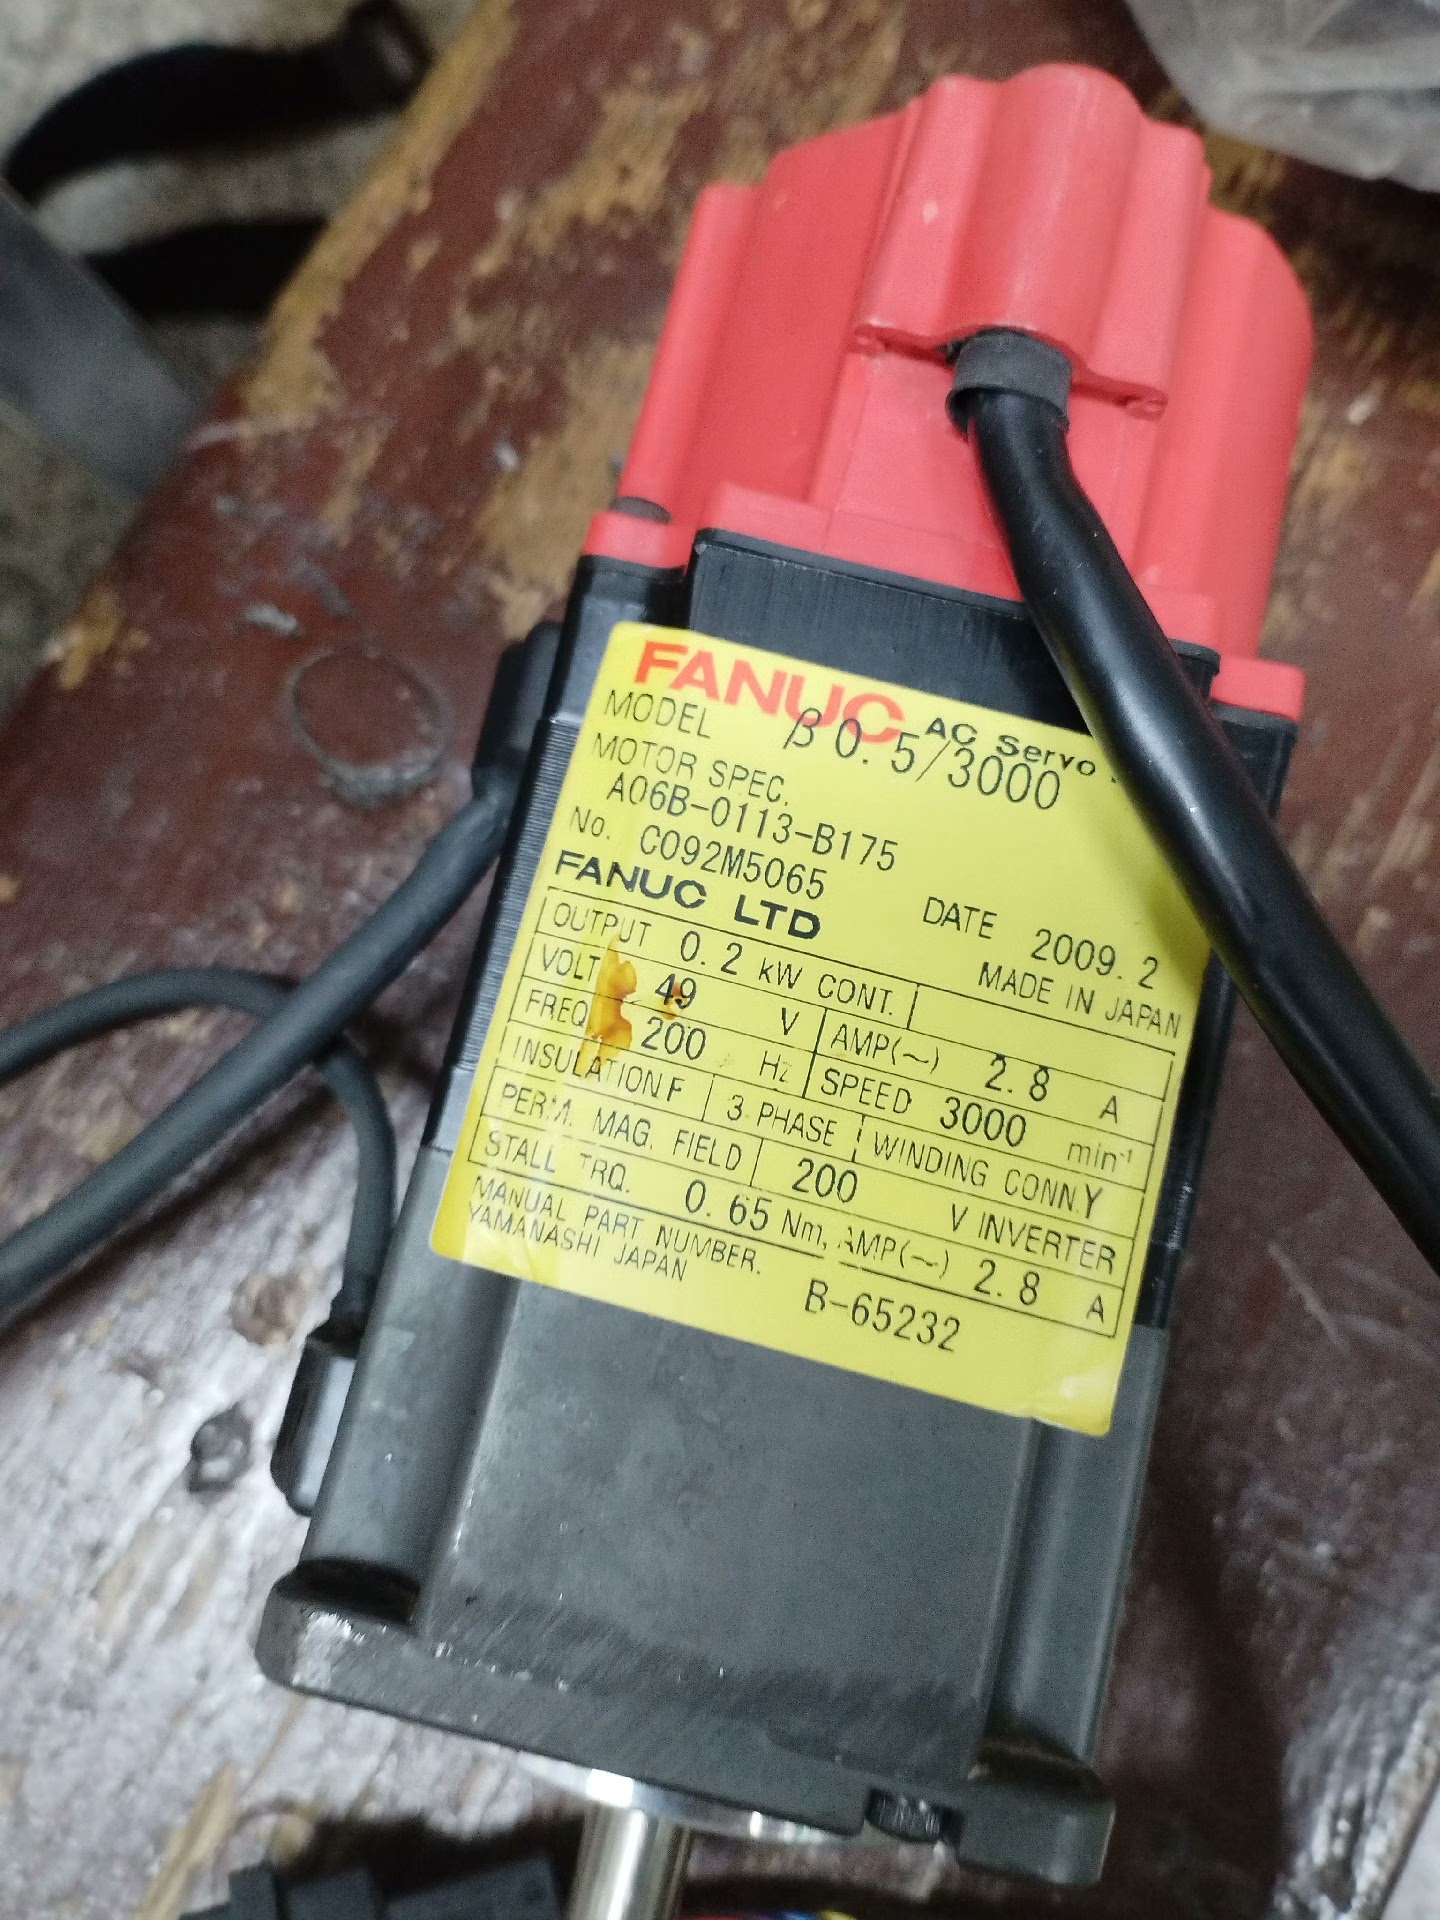 FANUC AC Servo
MODEL β0.5/3000
MOTOR SPEC.
A06B-0113-B175
No. C092M5065
FANUC LTD
DATE 2009.2
MADE IN JAPAN
OUTPUT 0.2 kW CONT.
VOLT 49 V AMP(~) 2.8 A
FREQ 200 Hz SPEED 3000 min-1
INSULATION F 3 PHASE WINDING CONN.Y
PERM. MAG. FIELD 200 V INVERTER
STALL TRQ. 0.65 Nm, AMP(~) 2.8 A
MANUAL PART NUMBER. B-65232
YAMANASHI JAPAN